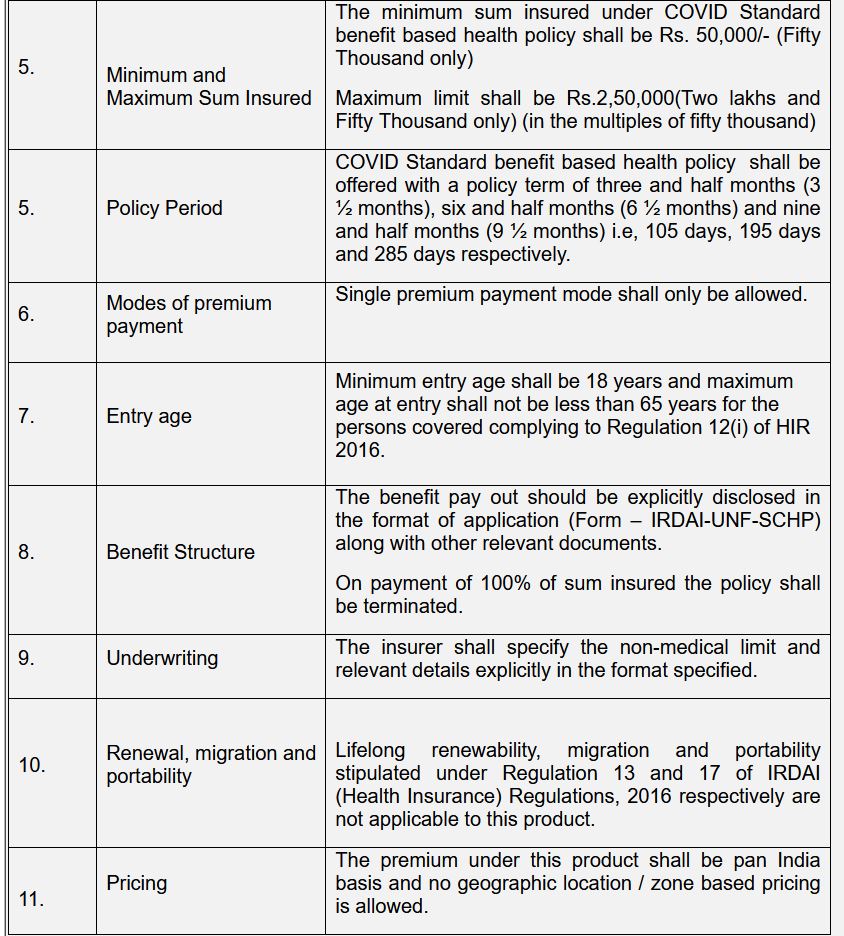 5.
Minimum and
Maximum Sum Insured
The minimum sum insured under COVID Standard
benefit based health policy shall be Rs. 50,000/- (Fifty
Thousand only)
Maximum limit shall be Rs.2,50,000(Two lakhs and
Fifty Thousand only) (in the multiples of fifty thousand)
5.
Policy Period
COVID Standard benefit based health policy shall be
offered with a policy term of three and half months (3
½ months), six and half months (6 ½ months) and nine
and half months (9 ½ months) i.e, 105 days, 195 days
and 285 days respectively.
6.
Modes of premium
payment
Single premium payment mode shall only be allowed.
7.
Entry age
Minimum entry age shall be 18 years and maximum
age at entry shall not be less than 65 years for the
persons covered complying to Regulation 12(i) of HIR
2016.
8.
Benefit Structure
The benefit pay out should be explicitly disclosed in
the format of application (Form – IRDAI-UNF-SCHP)
along with other relevant documents.
On payment of 100% of sum insured the policy shall
be terminated.
9.
Underwriting
The insurer shall specify the non-medical limit and
relevant details explicitly in the format specified.
10.
Renewal, migration and
portability
Lifelong renewability, migration and portability
stipulated under Regulation 13 and 17 of IRDAI
(Health Insurance) Regulations, 2016 respectively are
not applicable to this product.
11.
Pricing
The premium under this product shall be pan India
basis and no geographic location / zone based pricing
is allowed.